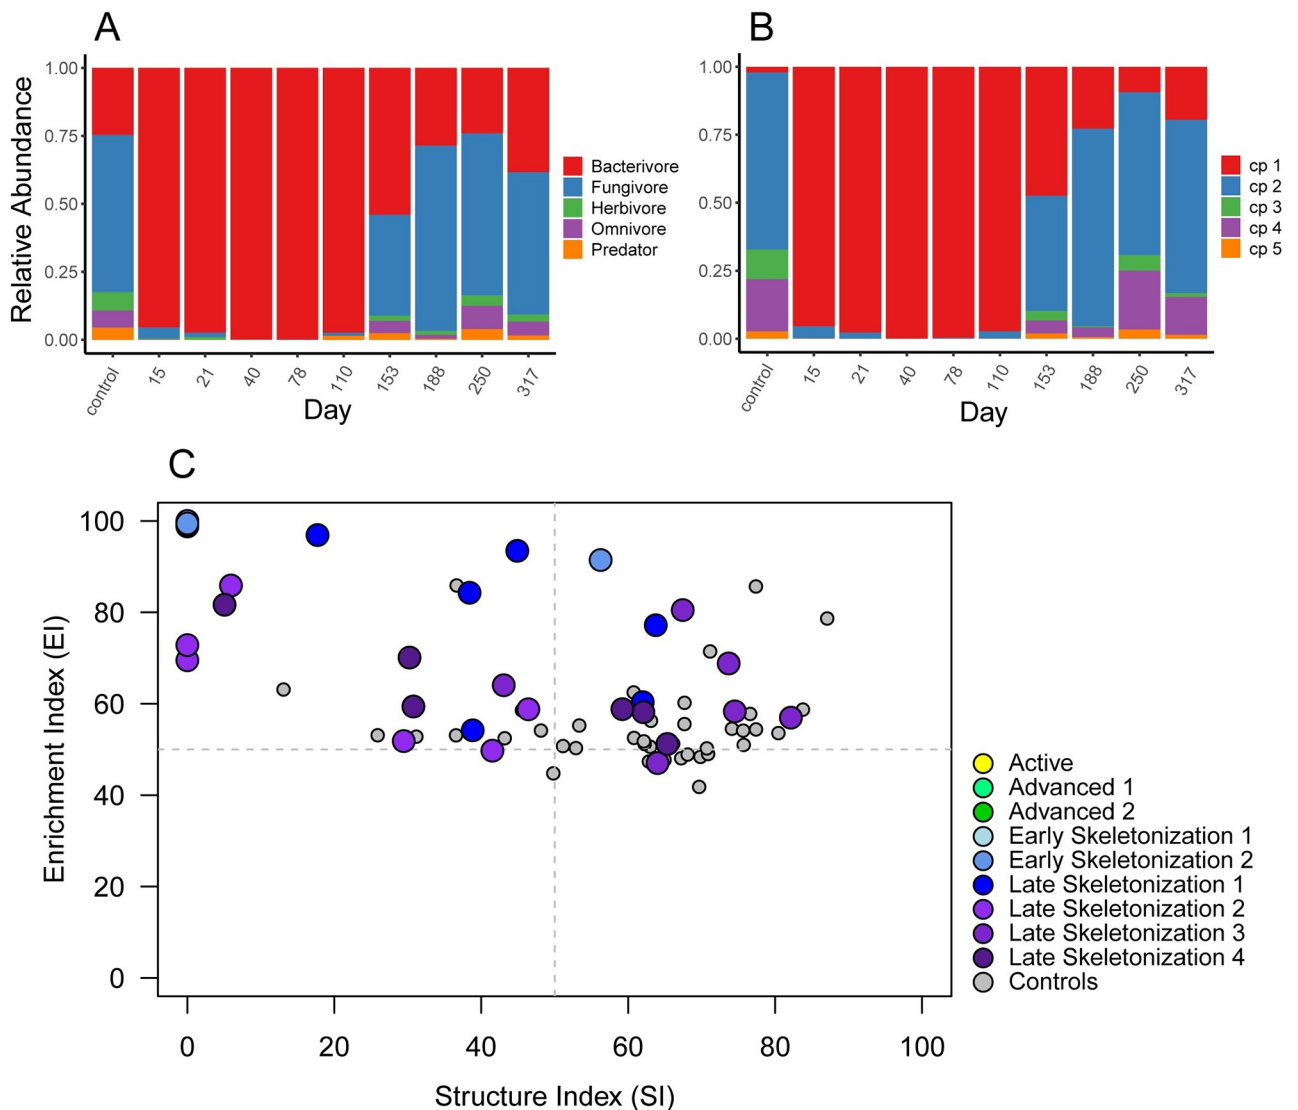 A
Relative Abundance
1.00
0.75
0.50
0.25
0.00
control
15
21
40
78
110
153
188
250
317
Day
Bacterivore
Fungivore
Herbivore
Omnivore
Predator
B
1.00
0.75
0.50
0.25
0.00
control
15
21
40
78
110
153
188
250
317
Day
cp 1
cp 2
cp 3
cp 4
cp 5
C
Enrichment Index (EI)
100
80
60
40
20
0
0
20
40
60
80
100
Structure Index (SI)
Active
Advanced 1
Advanced 2
Early Skeletonization 1
Early Skeletonization 2
Late Skeletonization 1
Late Skeletonization 2
Late Skeletonization 3
Late Skeletonization 4
Controls